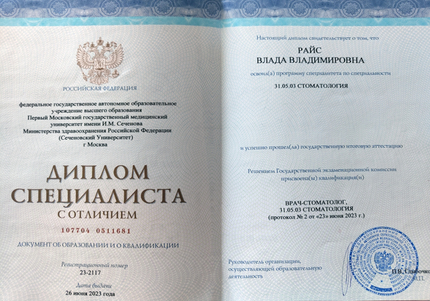 РОССИЙСКАЯ ФЕДЕРАЦИЯ
федеральное государственное автономное образовательное
учреждение высшего образования
Первый Московский государственный медицинский
университет имени И.М. Сеченова
Министерства здравоохранения Российской Федерации
(Сеченовский Университет)
г Москва
ДИПЛОМ
СПЕЦИАЛИСТА
С ОТЛИЧИЕМ
107704 0511681
ДОКУМЕНТ ОБ ОБРАЗОВАНИИ И О КВАЛИФИКАЦИИ
Регистрационный номер
23-2117
Дата выдачи
26 июня 2023 года
Настоящий диплом свидетельствует о том, что
РАЙС
ВЛАДА ВЛАДИМИРОВНА
освоил(а) программу специалитета по специальности
31.05.03 СТОМАТОЛОГИЯ
и успешно прошел(ла) государственную итоговую аттестацию
Решением Государственной экзаменационной комиссии
присвоена(ы) квалификация(и)
ВРАЧ-СТОМАТОЛОГ,
31.05.03 СТОМАТОЛОГИЯ
(протокол № 2 от «23» июня 2023 г.)
Руководитель организации,
осуществляющей образовательную
деятельность